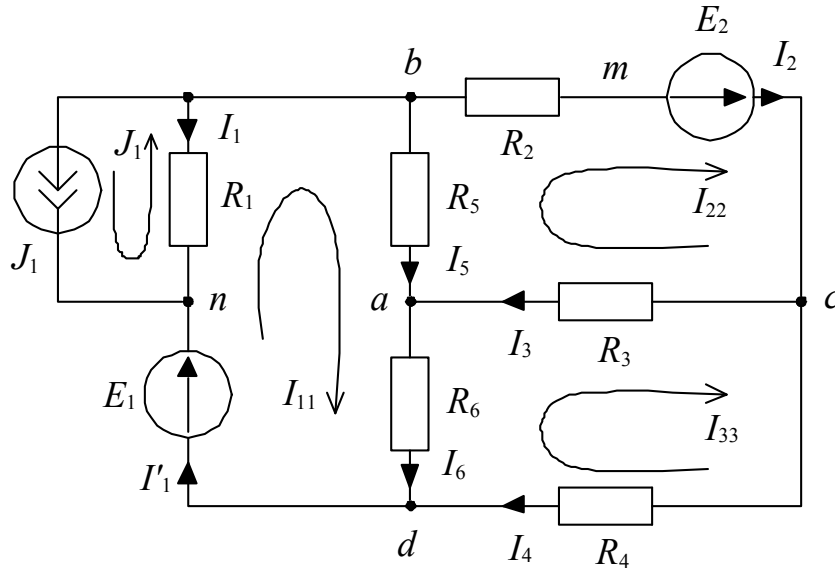 E₂
b
m
I₂
J₁
I₁
R₂
R₁
R₅
I₂₂
J₁
I₅
n
a
c
I₃
R₃
E₁
I₁₁
R₆
I₃₃
I'₁
I₆
d
I₄
R₄